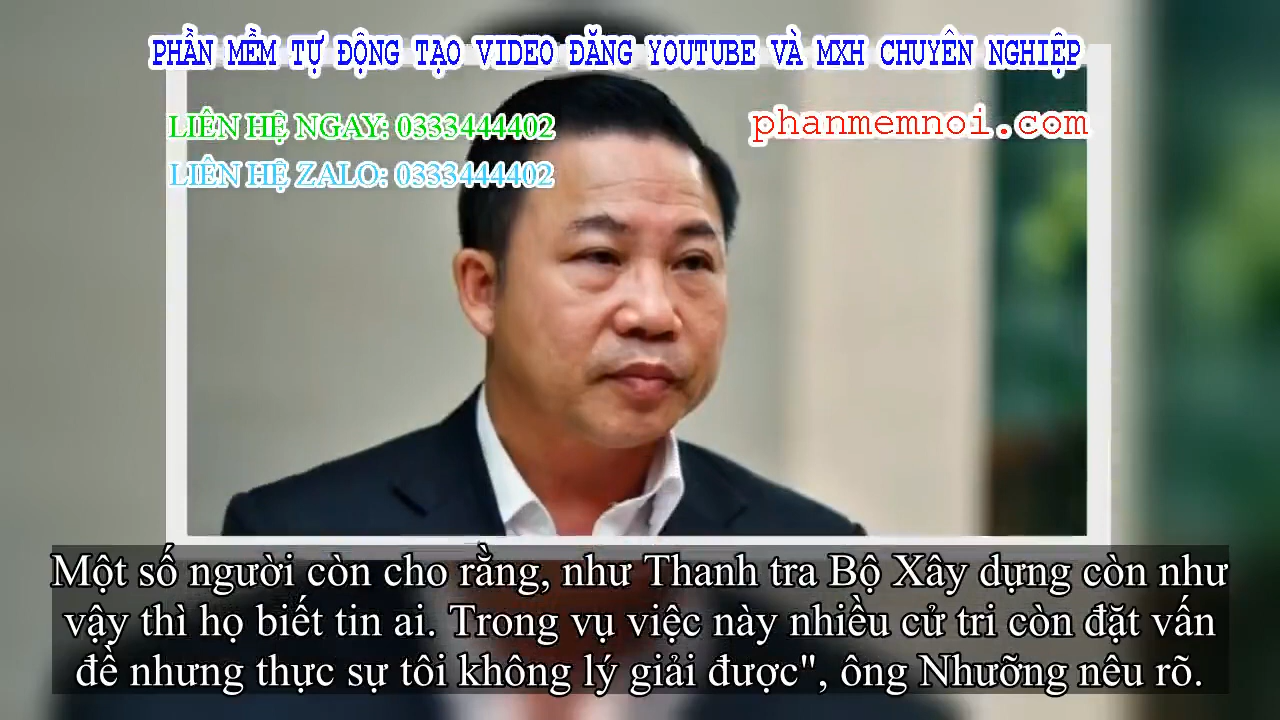 PHẦN MỀM TỰ ĐỘNG TẠO VIDEO ĐĂNG YOUTUBE VÀ MXH CHUYÊN NGHIỆP
LIÊN HỆ NGAY: 0333444402
phanmemnoi.com
LIÊN HỆ ZALO: 0333444402
Một số người còn cho rằng, như Thanh tra Bộ Xây dựng còn như
vậy thì họ biết tin ai. Trong vụ việc này nhiều cử tri còn đặt vấn
đề nhưng thực sự tôi không lý giải được", ông Nhưỡng nêu rõ.